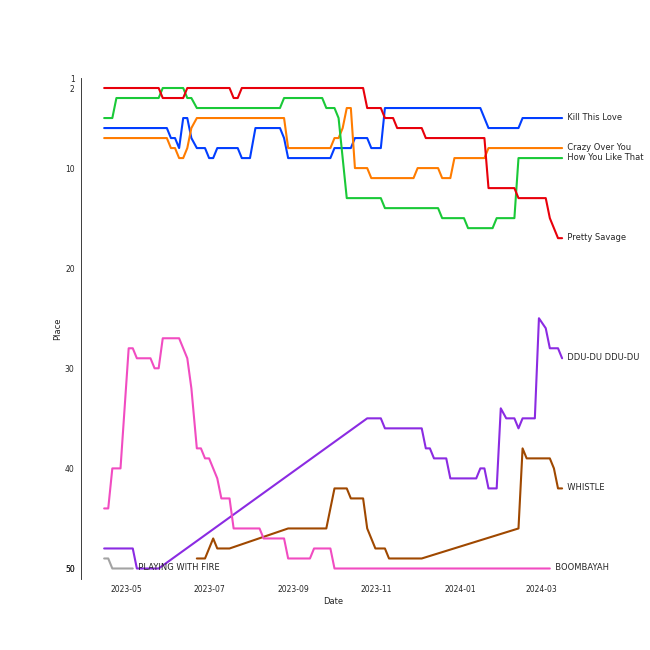 1
2
Kill This Love
Crazy Over You
How You Like That
10
Pretty Savage
20
Place
30
DDU-DU DDU-DU
40
WHISTLE
50
PLAYING WITH FIRE
BOOMBAYAH
2023-05
2023-07
2023-09
2023-11
2024-01
2024-03
Date